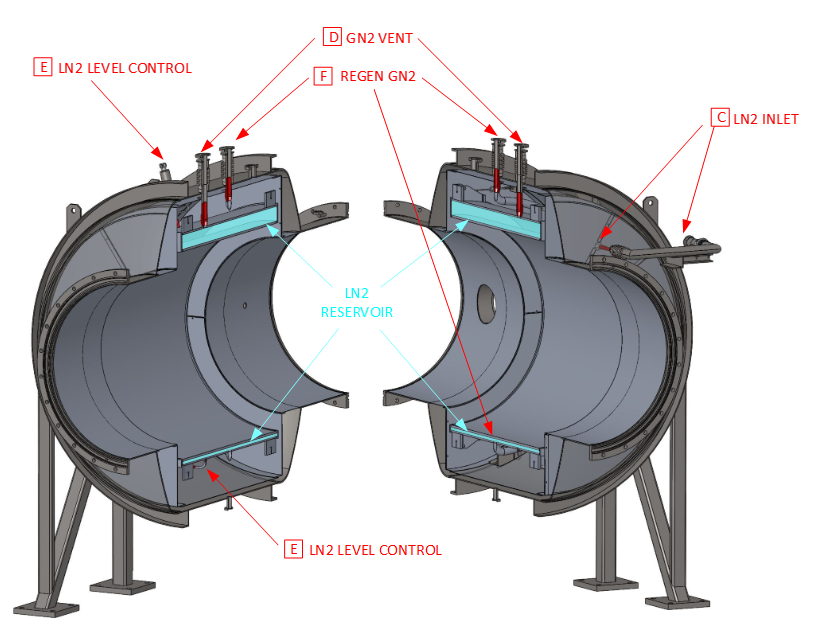 D GN2 VENT
E LN2 LEVEL CONTROL
F REGEN GN2
C LN2 INLET
LN2
RESERVOIR
E LN2 LEVEL CONTROL